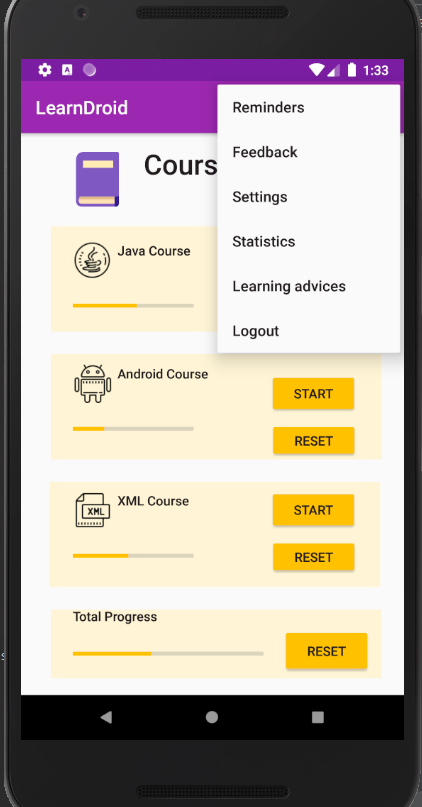 1:33
LearnDroid
Reminders
Feedback
Settings
Statistics
Learning advices
Logout
Cours
Java Course
Android Course
START
RESET
XML
XML Course
START
RESET
Total Progress
RESET